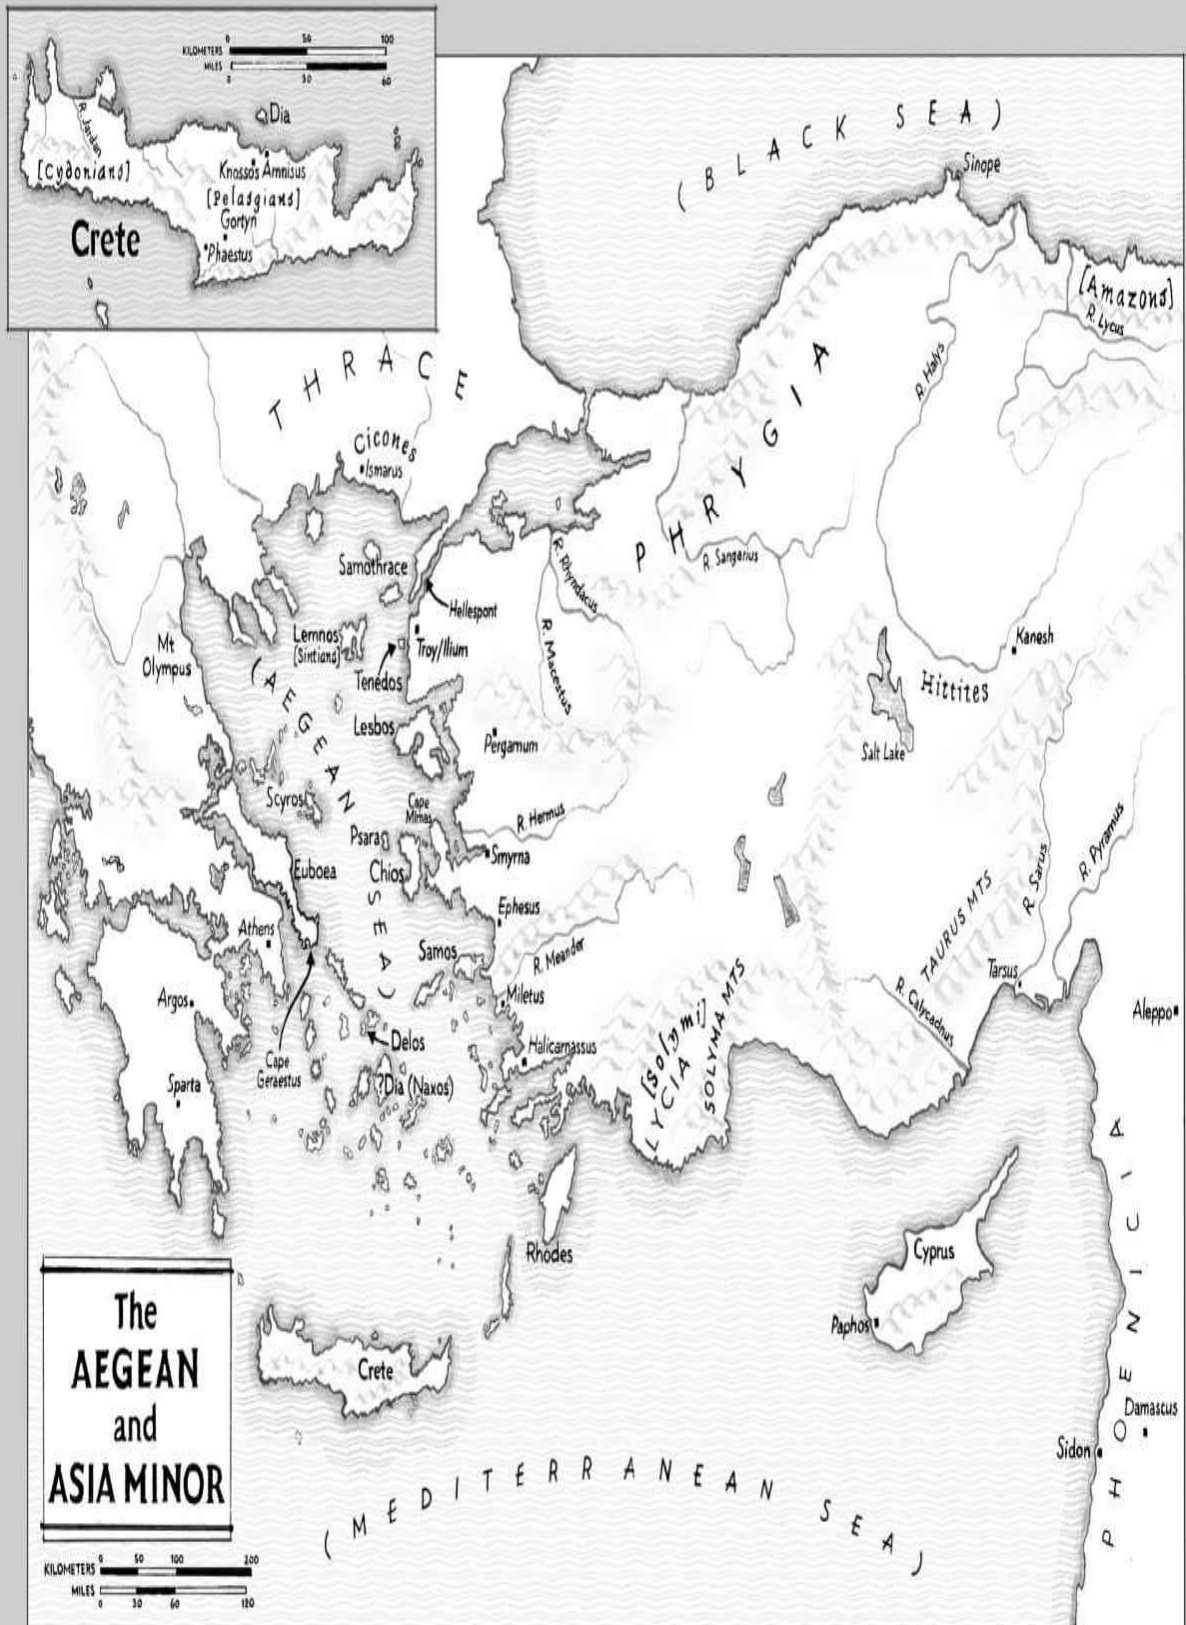 0 50 100
KILOMETERS
MILES
0 30 60
Dia
R. Jardan
[Cydonians]
Knossos Amnisus
[Pelasgians]
Gortyn
Phaestus
Crete
(BLACK SEA)
Sinope
[Amazons]
R. Lycus
R. Halys
THRACE
Cicones
Ismarus
PHRYGIA
R. Sangarius
R. Rhyndacus
R. Macestus
Samothrace
Hellespont
Lemnos
[Sintians]
Troy/Ilium
Tenedos
Mt
Olympus
(AEGEAN SEA)
Kanesh
Hittites
Salt Lake
Lesbos
Pergamum
Scyros
Cape
Mimas
R. Hermus
Psara
Smyrna
Chios
Euboea
Ephesus
Athens
Samos
R. Meander
R. Sarus
R. Pyramus
TAURUS MTS
Tarsus
R. Calycadnus
Aleppo
Argos
Miletus
Delos
Halicarnassus
Cape
Geraestus
?Dia (Naxos)
Sparta
[Solymi]
LYCIA
SOLYMA MTS
Rhodes
Cyprus
Paphos
PHOENICIA
Damascus
Sidon
Crete
(MEDITERRANEAN SEA)
The
AEGEAN
and
ASIA MINOR
0 50 100 200
KILOMETERS
MILES
0 30 60 120